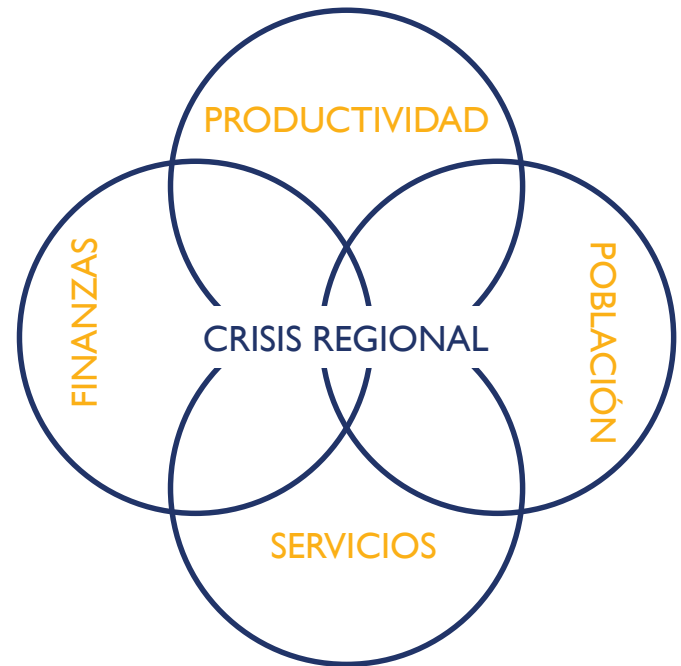 PRODUCTIVIDAD
FINANZAS
POBLACIÓN
CRISIS REGIONAL
SERVICIOS